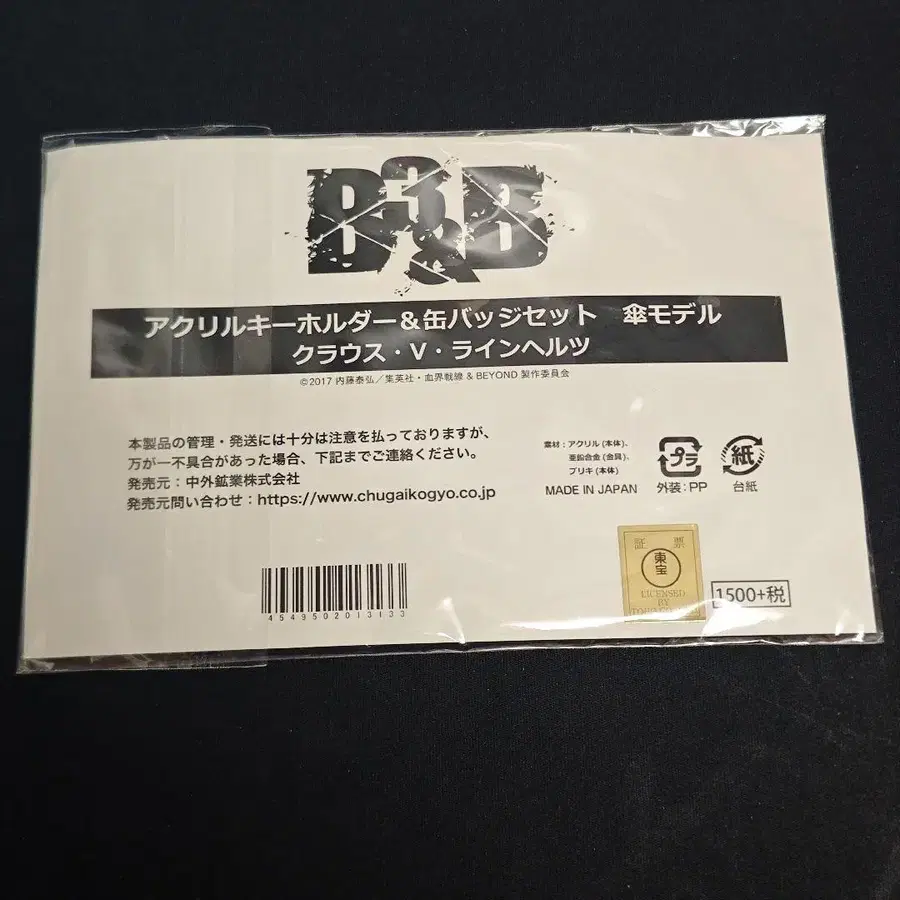 B3&B
アクリルキーホルダー＆缶バッジセット　傘モデル
クラウス・V・ラインヘルツ
©2017 内藤泰弘／集英社・血界戦線 & BEYOND 製作委員会
本製品の管理・発送には十分は注意を払っておりますが、
万が一不具合があった場合、下記までご連絡ください。
発売元：中外鉱業株式会社
発売元問い合わせ：https://www.chugaikogyo.co.jp
素材：アクリル (本体)、
亜鉛合金 (金具)、
ブリキ (本体)
MADE IN JAPAN
プラ
外装：PP
紙
台紙
4549502013133
証 票
東宝
LICENSED
BY
1500+税